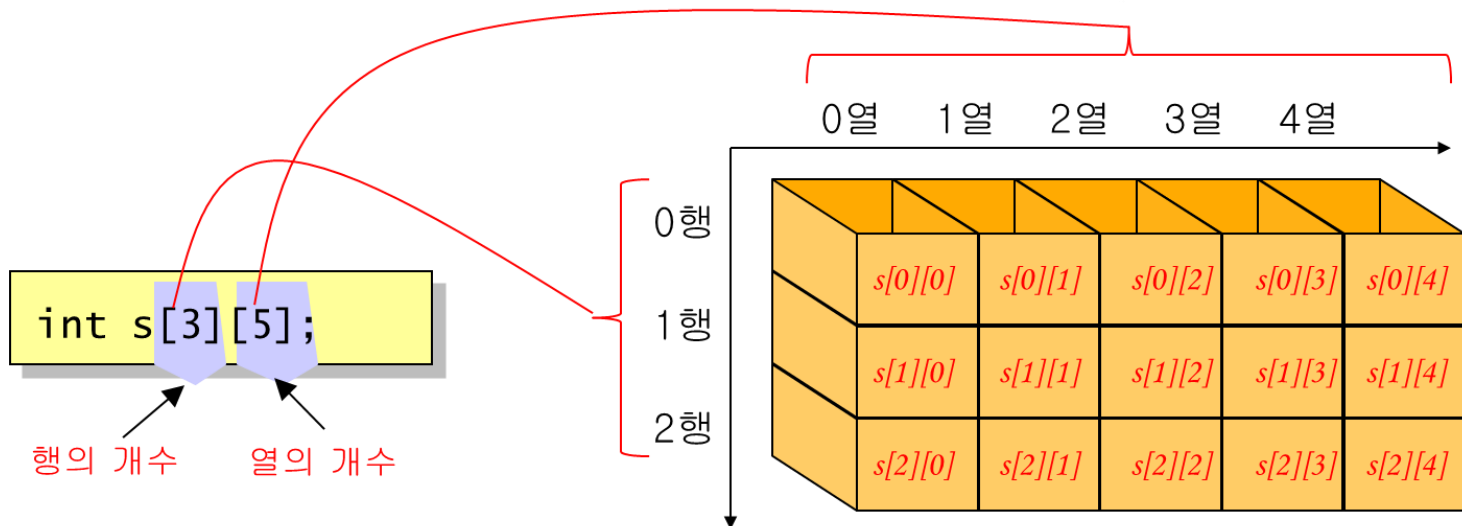 0열 1열 2열 3열 4열
0행
1행
2행
int s[3][5];
행의 개수
열의 개수
s[0][0] s[0][1] s[0][2] s[0][3] s[0][4]
s[1][0] s[1][1] s[1][2] s[1][3] s[1][4]
s[2][0] s[2][1] s[2][2] s[2][3] s[2][4]